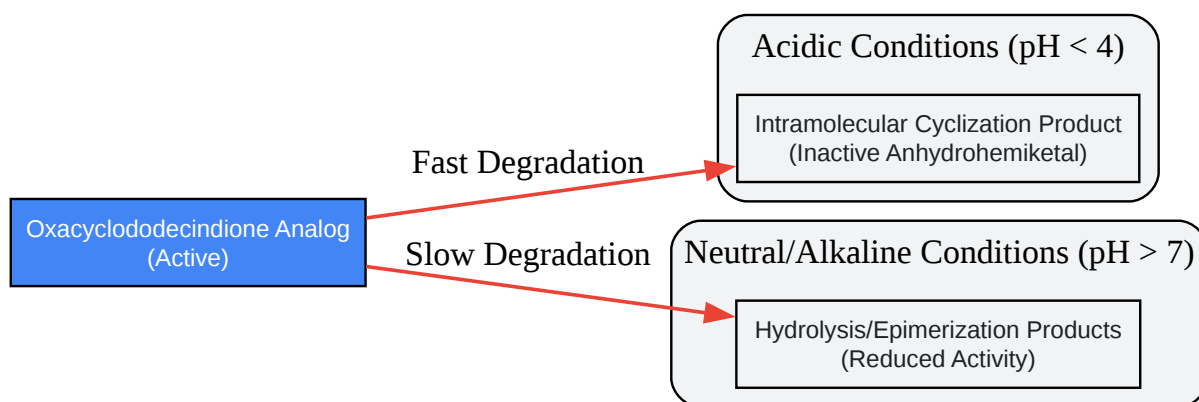 Acidic Conditions (pH < 4)
Intramolecular Cyclization Product
(Inactive Anhydrohemiketal)
Fast Degradation
Oxacyclododecindione Analog
(Active)
Slow Degradation
Neutral/Alkaline Conditions (pH > 7)
Hydrolysis/Epimerization Products
(Reduced Activity)